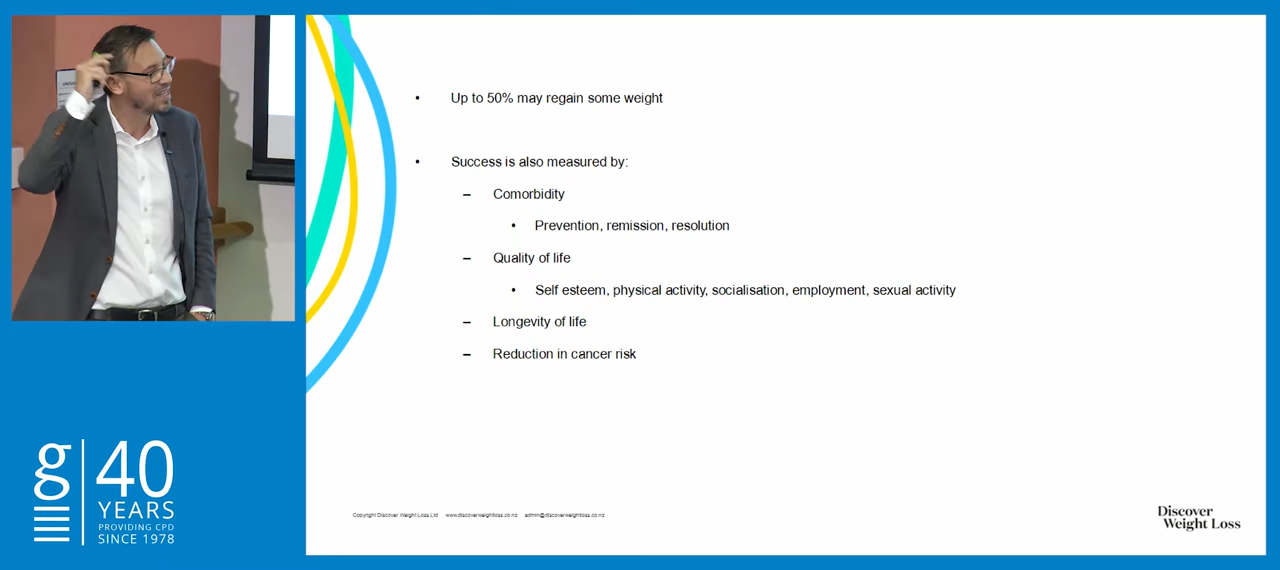 • Up to 50% may regain some weight
• Success is also measured by:
– Comorbidity
• Prevention, remission, resolution
– Quality of life
• Self esteem, physical activity, socialisation, employment, sexual activity
– Longevity of life
– Reduction in cancer risk
Copyright Discover Weight Loss Ltd www.discoverweightloss.co.nz admin@discoverweightloss.co.nz
Discover
Weight Loss
g 40
YEARS
PROVIDING CPD
SINCE 1978